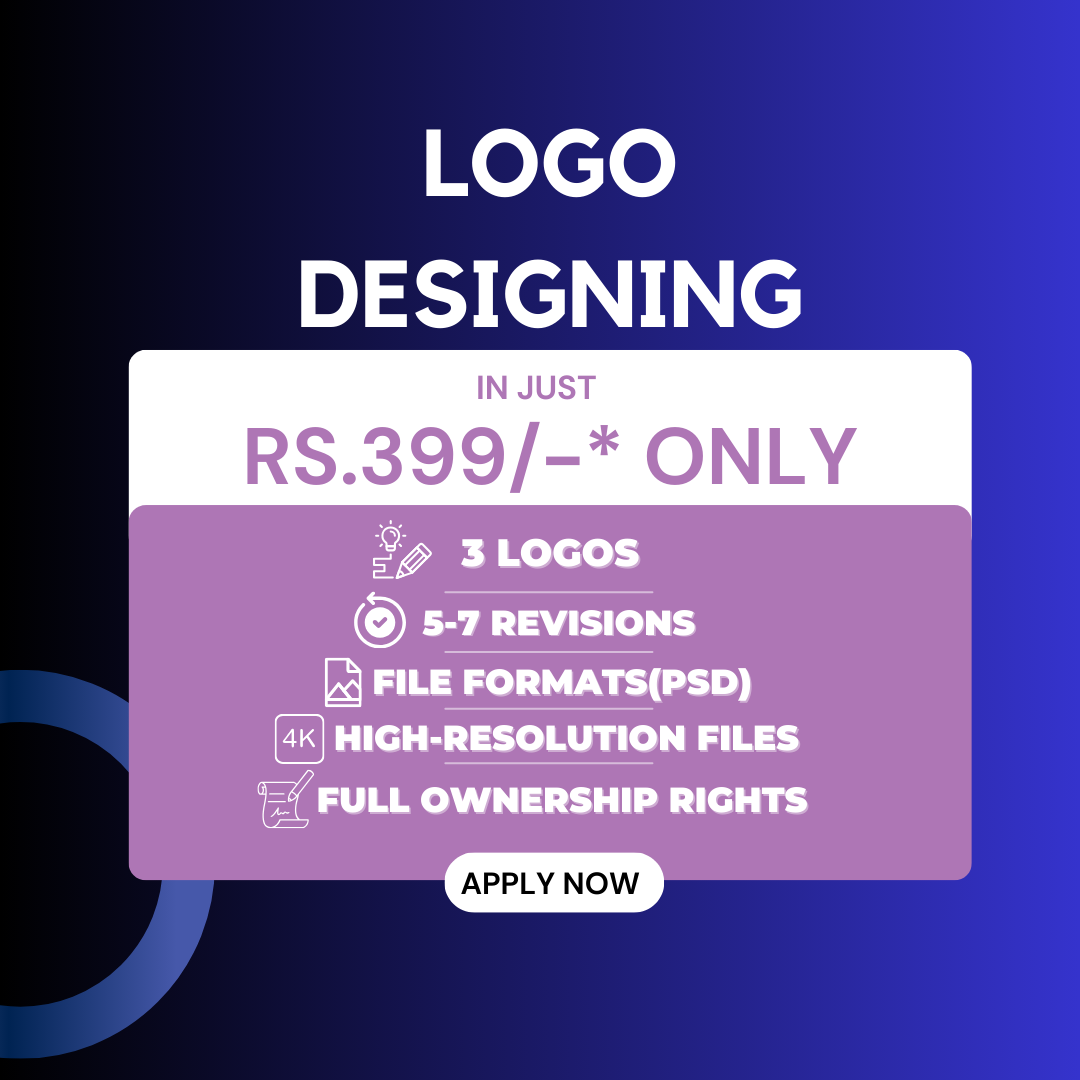 LOGO
DESIGNING
IN JUST
RS.399/-* ONLY
3 LOGOS
5-7 REVISIONS
FILE FORMATS(PSD)
4K HIGH-RESOLUTION FILES
FULL OWNERSHIP RIGHTS
APPLY NOW